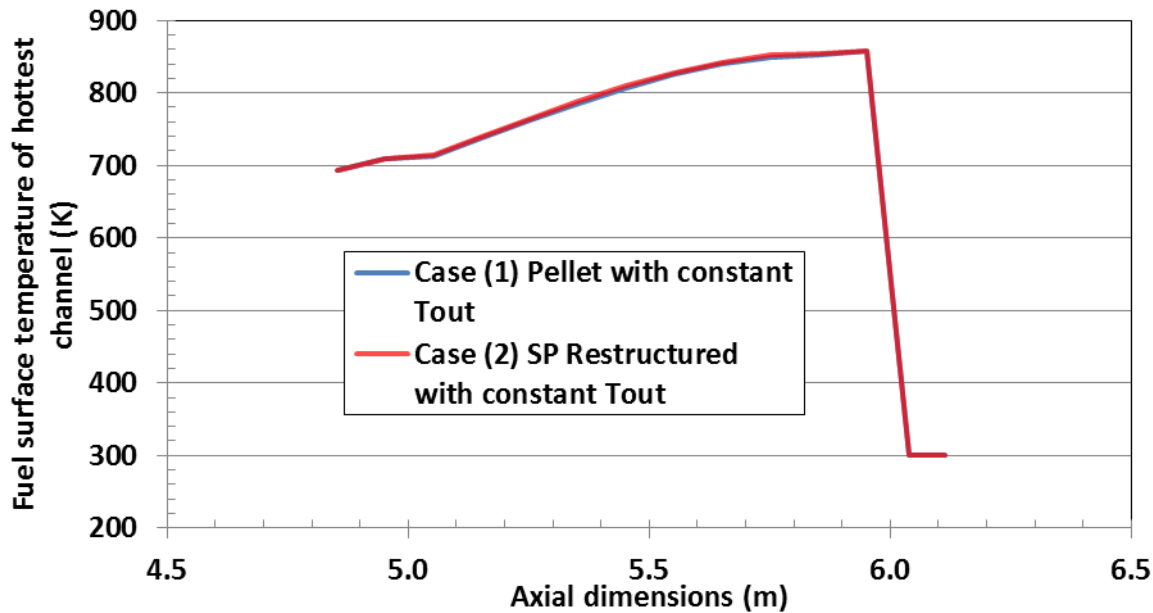 Fuel surface temperature of hottest
channel (K)
900
800
700
600
500
400
300
200
Case (1) Pellet with constant
Tout
Case (2) SP Restructured
with constant Tout
4.5 5.0 5.5 6.0 6.5
Axial dimensions (m)